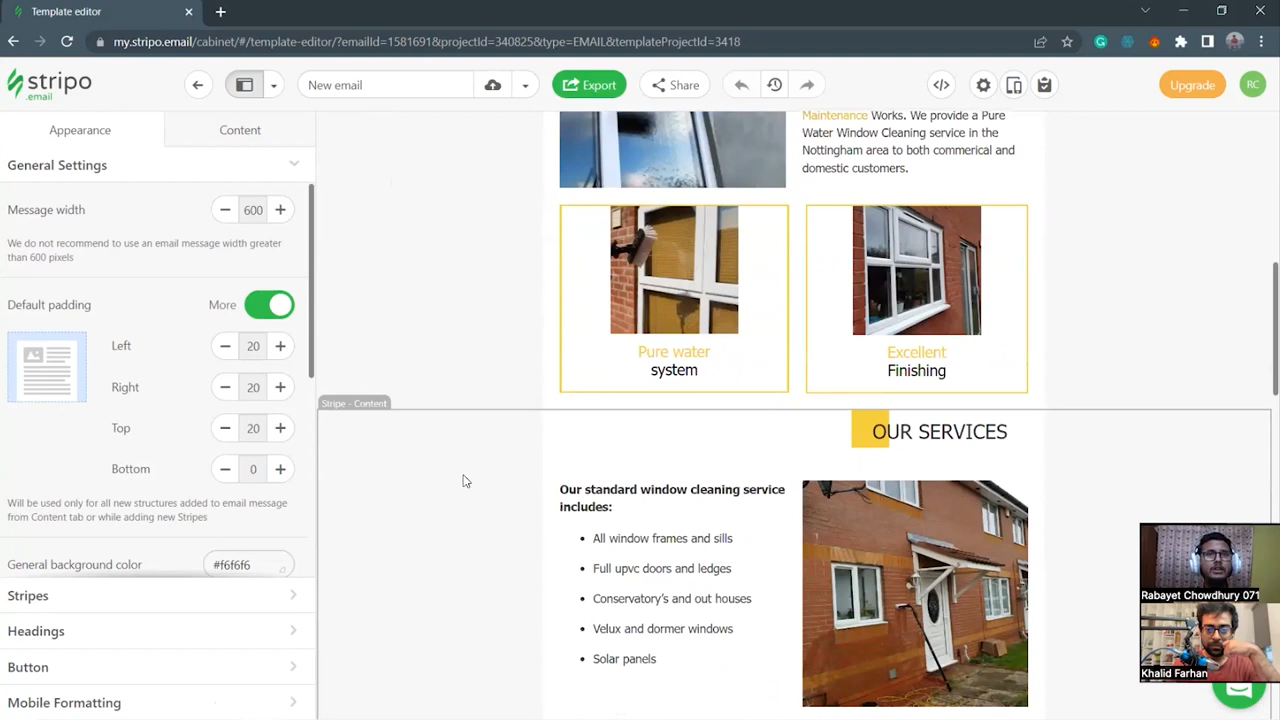 Template editor
my.stripo.email/cabinet/#/template-editor/?emailId=1581691&projectId=340825&type=EMAIL&templateProjectId=3418
stripo
.email
New email
Export
Share
Upgrade
RC
Appearance
Content
General Settings
Message width
600
We do not recommend to use an email message width greater
than 600 pixels
Default padding
More
Left
20
Right
20
Top
20
Bottom
0
Will be used only for all new structures added to email message
from Content tab or while adding new Stripes
General background color
#f6f6f6
Stripes
Headings
Button
Mobile Formatting
Maintenance Works. We provide a Pure
Water Window Cleaning service in the
Nottingham area to both commerical and
domestic customers.
Pure water
system
Excellent
Finishing
Stripe - Content
OUR SERVICES
Our standard window cleaning service
includes:
• All window frames and sills
• Full upvc doors and ledges
• Conservatory's and out houses
• Velux and dormer windows
• Solar panels
Rabayet Chowdhury 071
Khalid Farhan